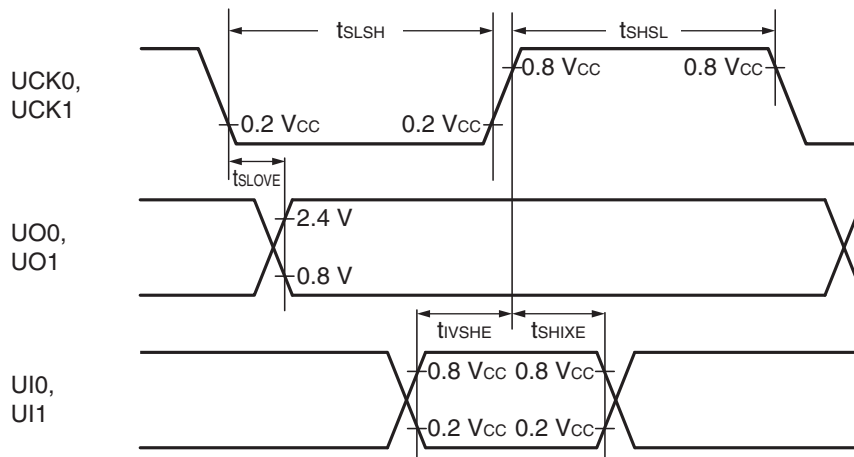 tSLSH
tSHSL
UCK0,
UCK1
0.8 VCC
0.8 VCC
0.2 VCC
0.2 VCC
tSLOVE
UO0,
UO1
2.4 V
0.8 V
tIVSHE
tSHIXE
UI0,
UI1
0.8 VCC
0.8 VCC
0.2 VCC
0.2 VCC